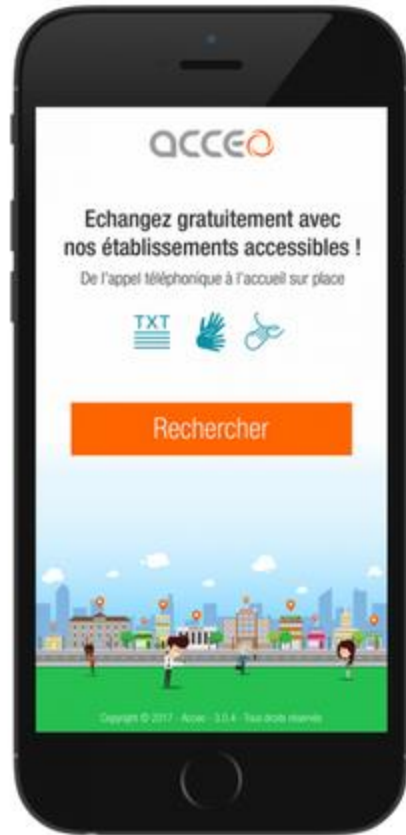 acceo
Echangez gratuitement avec
nos établissements accessibles !
De l'appel téléphonique à l'accueil sur place
TXT
Rechercher
Copyright © 2017 - Acceo - 3.0.4 - Tous droits réservés